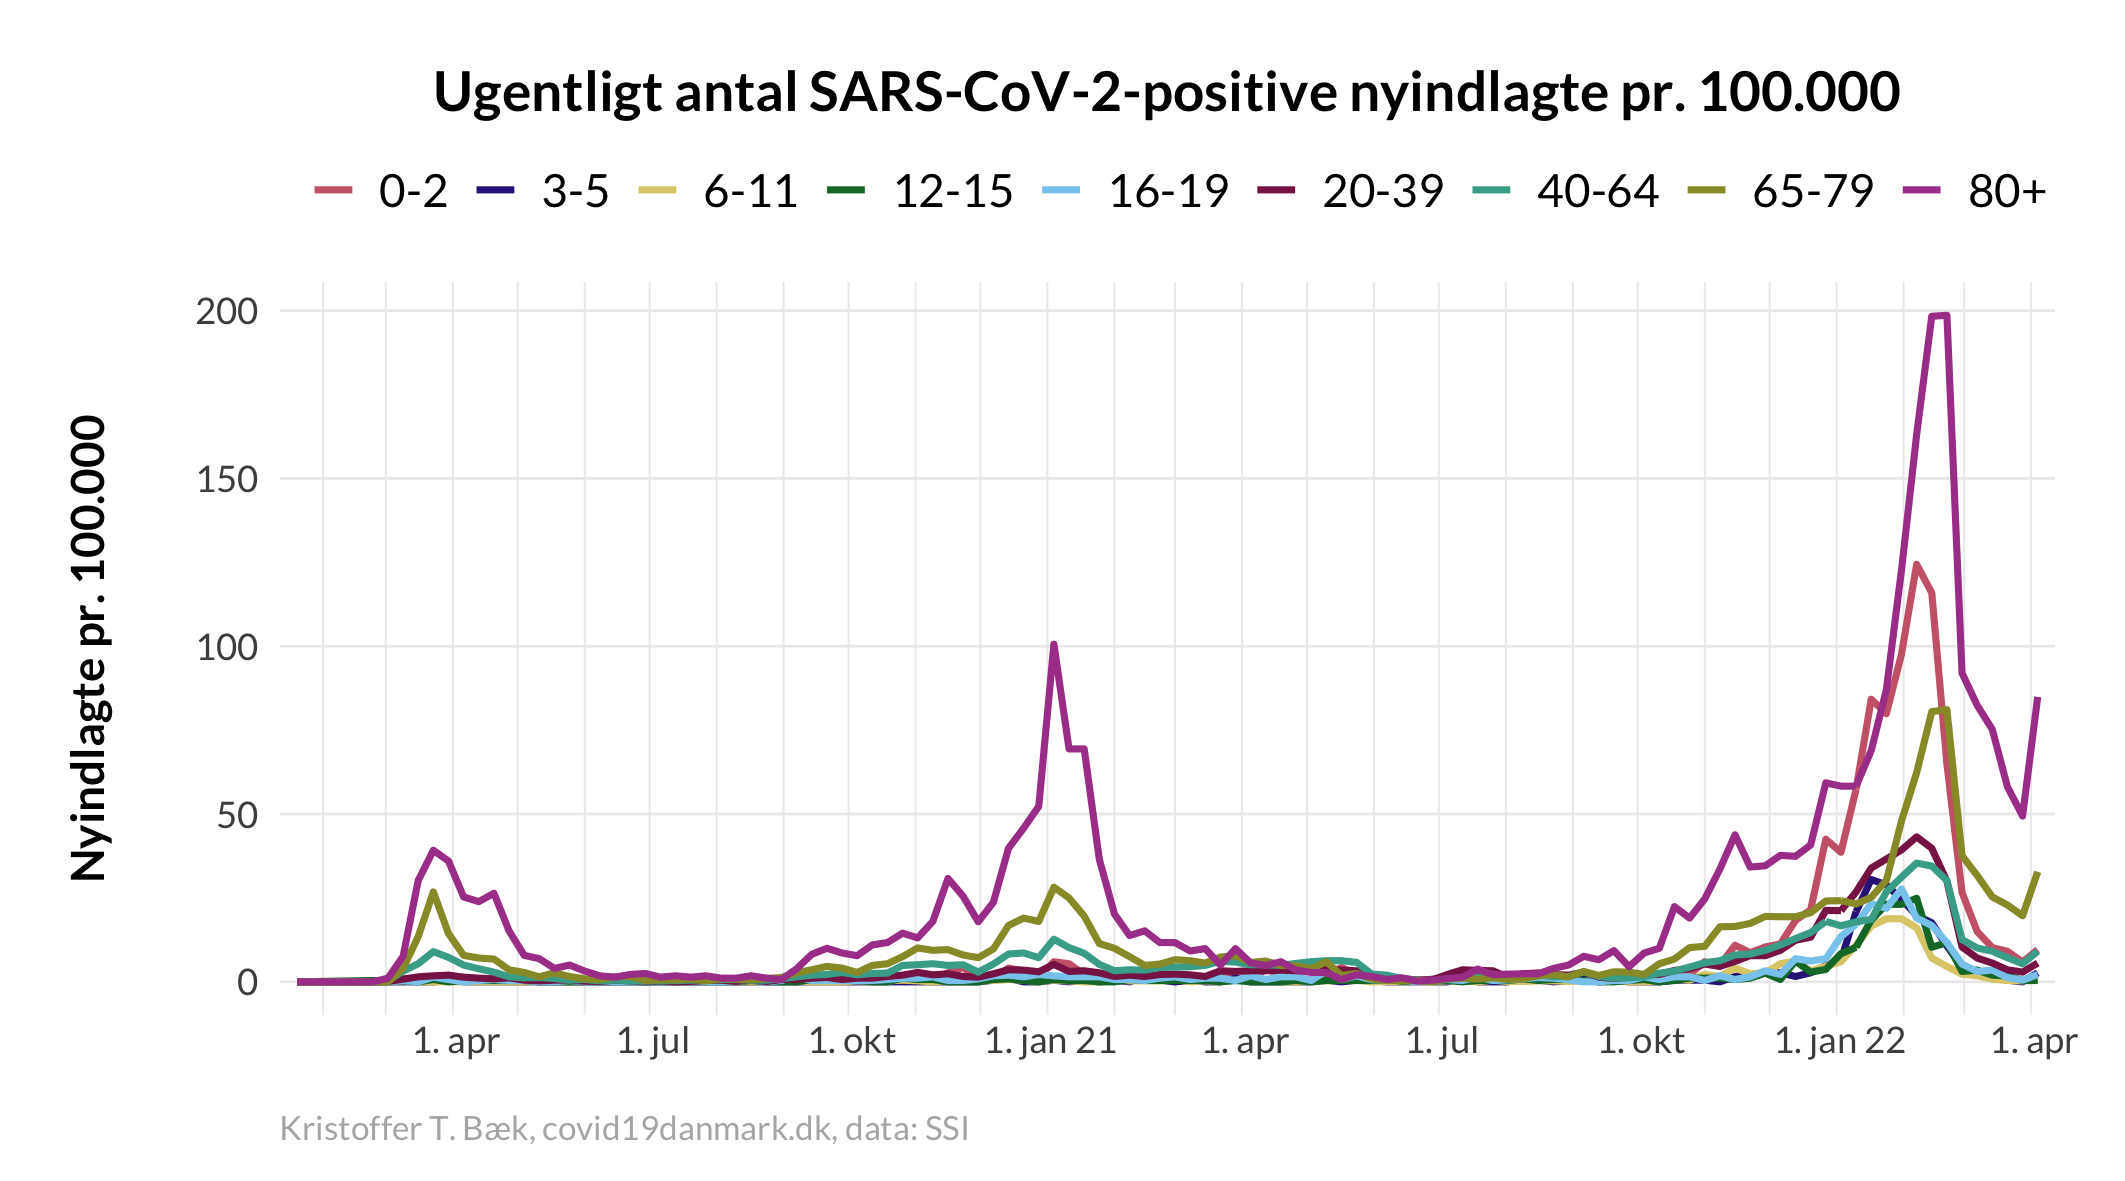 Ugentligt antal SARS-CoV-2-positive nyindlagte pr. 100.000
0-2 3-5 6-11 12-15 16-19 20-39 40-64 65-79 80+
Nyindlagte pr. 100.000
200
150
100
50
0
1. apr 1. jul 1. okt 1. jan 21 1. apr 1. jul 1. okt 1. jan 22 1. apr
Kristoffer T. Bæk, covid19danmark.dk, data: SSI